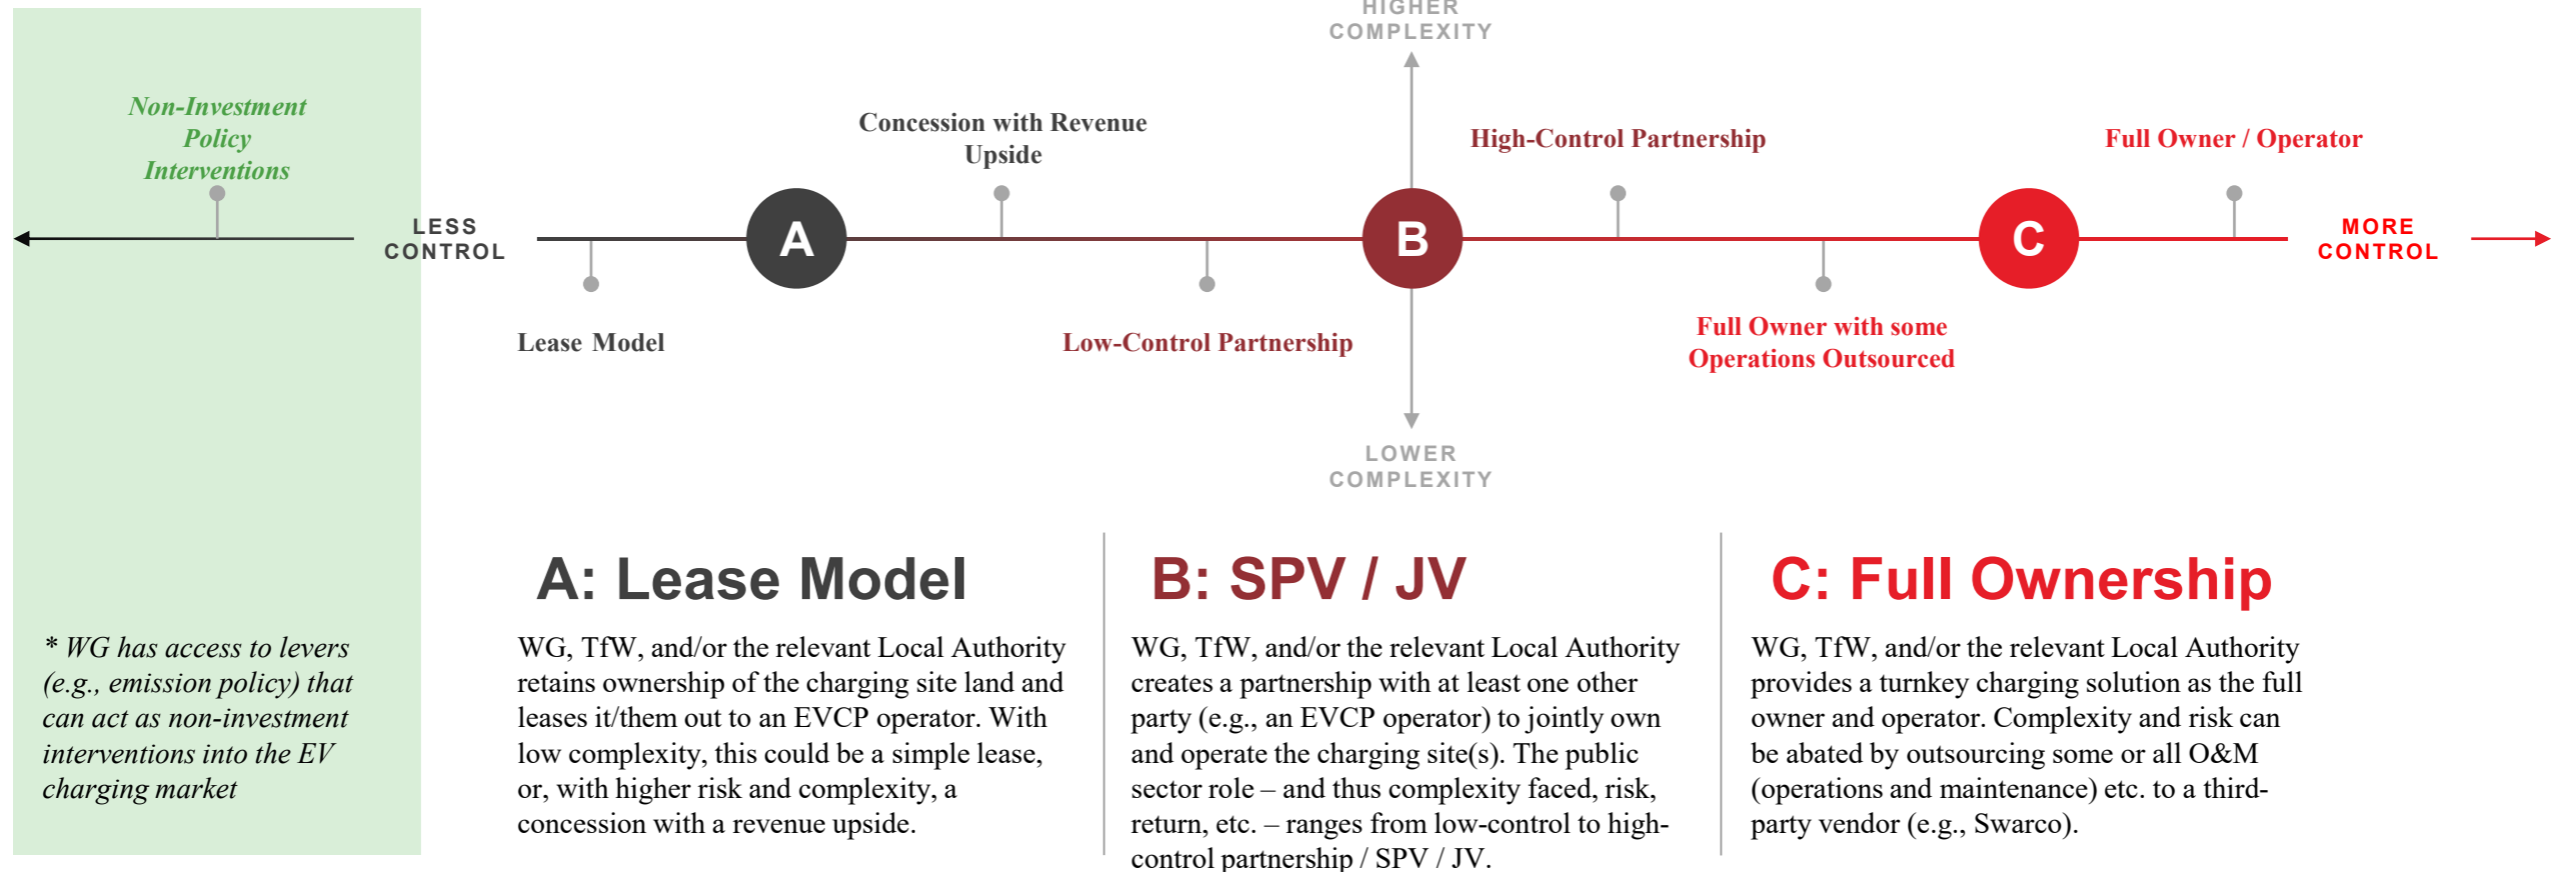 HIGHER
COMPLEXITY
Non-Investment
Policy
Interventions
Concession with Revenue
Upside
High-Control Partnership
Full Owner / Operator
LESS
CONTROL
A
B
C
MORE
CONTROL
Lease Model
Low-Control Partnership
Full Owner with some
Operations Outsourced
LOWER
COMPLEXITY
* WG has access to levers
(e.g., emission policy) that
can act as non-investment
interventions into the EV
charging market
A: Lease Model
WG, TfW, and/or the relevant Local Authority
retains ownership of the charging site land and
leases it/them out to an EVCP operator. With
low complexity, this could be a simple lease,
or, with higher risk and complexity, a
concession with a revenue upside.
B: SPV / JV
WG, TfW, and/or the relevant Local Authority
creates a partnership with at least one other
party (e.g., an EVCP operator) to jointly own
and operate the charging site(s). The public
sector role – and thus complexity faced, risk,
return, etc. – ranges from low-control to high-
control partnership / SPV / JV.
C: Full Ownership
WG, TfW, and/or the relevant Local Authority
provides a turnkey charging solution as the full
owner and operator. Complexity and risk can
be abated by outsourcing some or all O&M
(operations and maintenance) etc. to a third-
party vendor (e.g., Swarco).